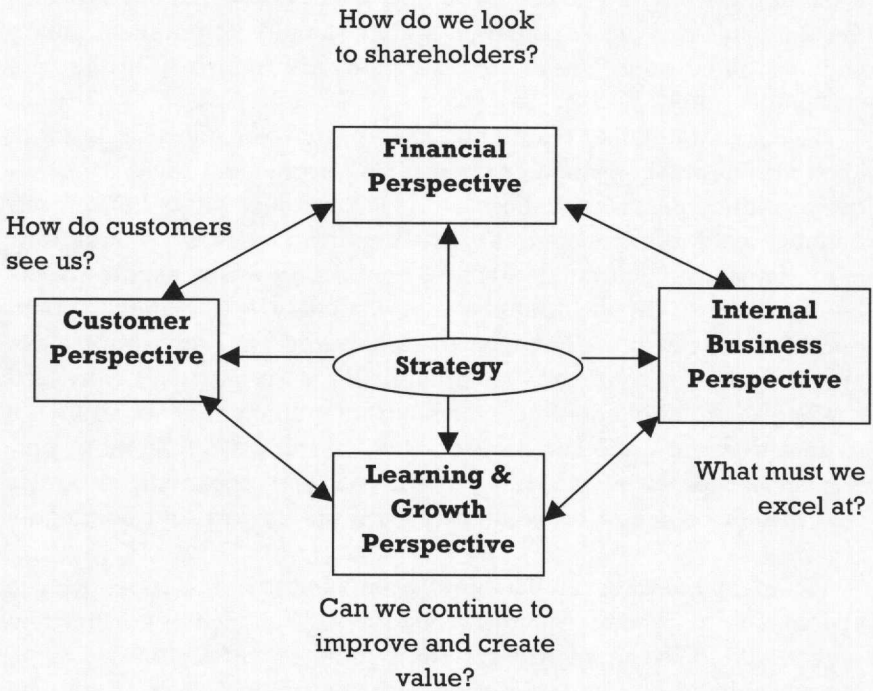 How do we look
to shareholders?
Financial
Perspective
How do customers
see us?
Customer
Perspective
Strategy
Internal
Business
Perspective
What must we
excel at?
Learning &
Growth
Perspective
Can we continue to
improve and create
value?